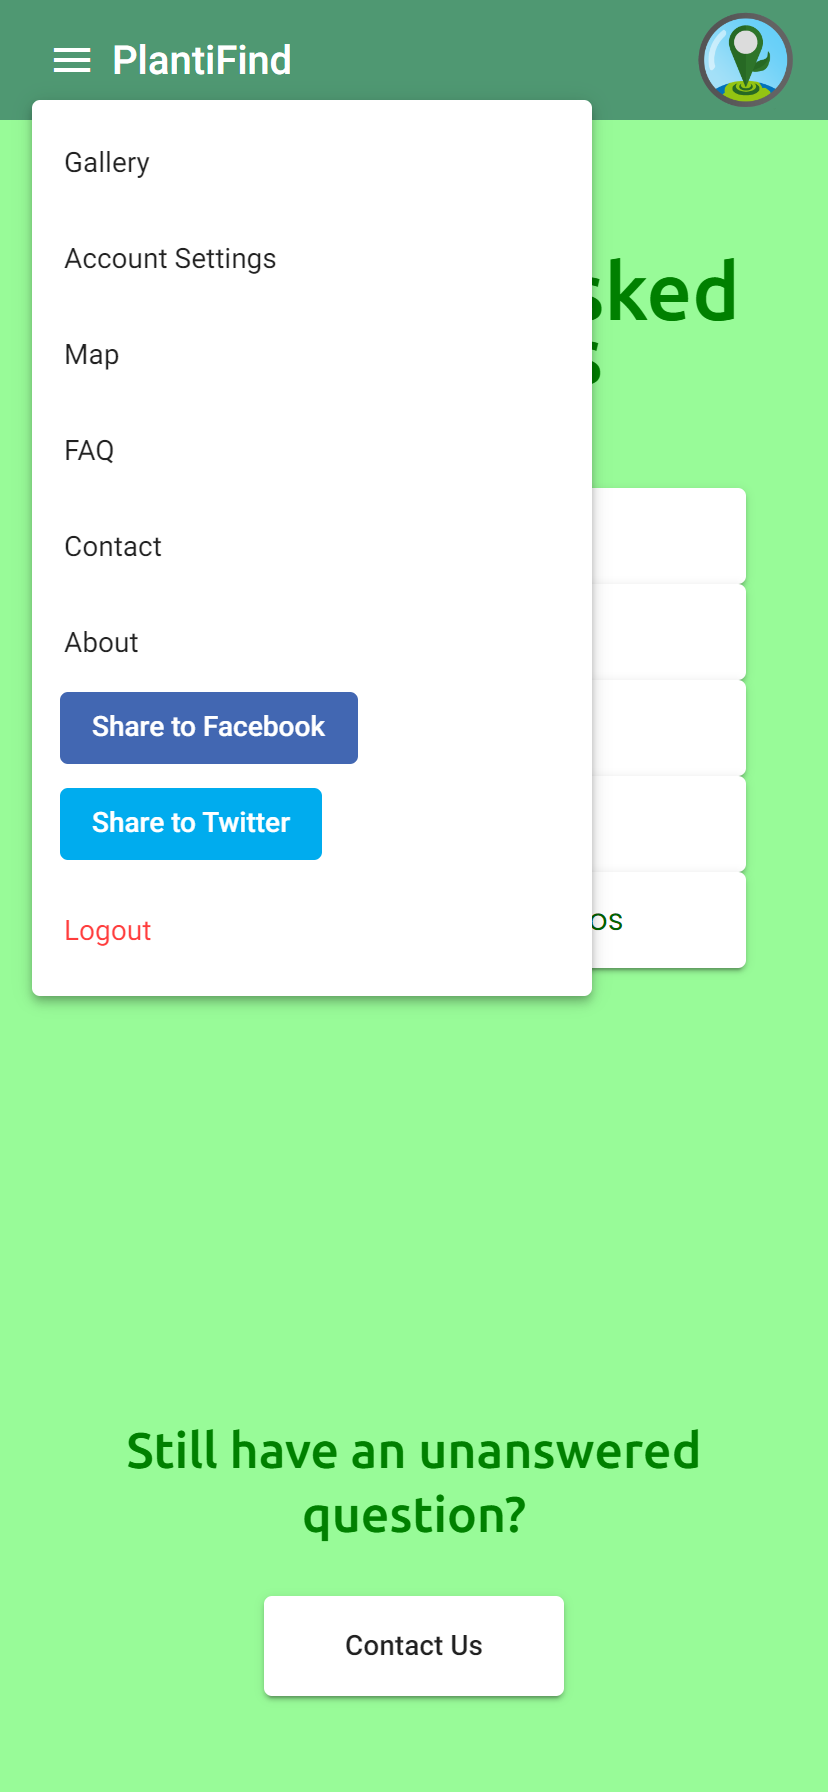 PlantiFind
Gallery
Account Settings
Map
FAQ
Contact
About
Share to Facebook
Share to Twitter
Logout
Still have an unanswered
question?
Contact Us